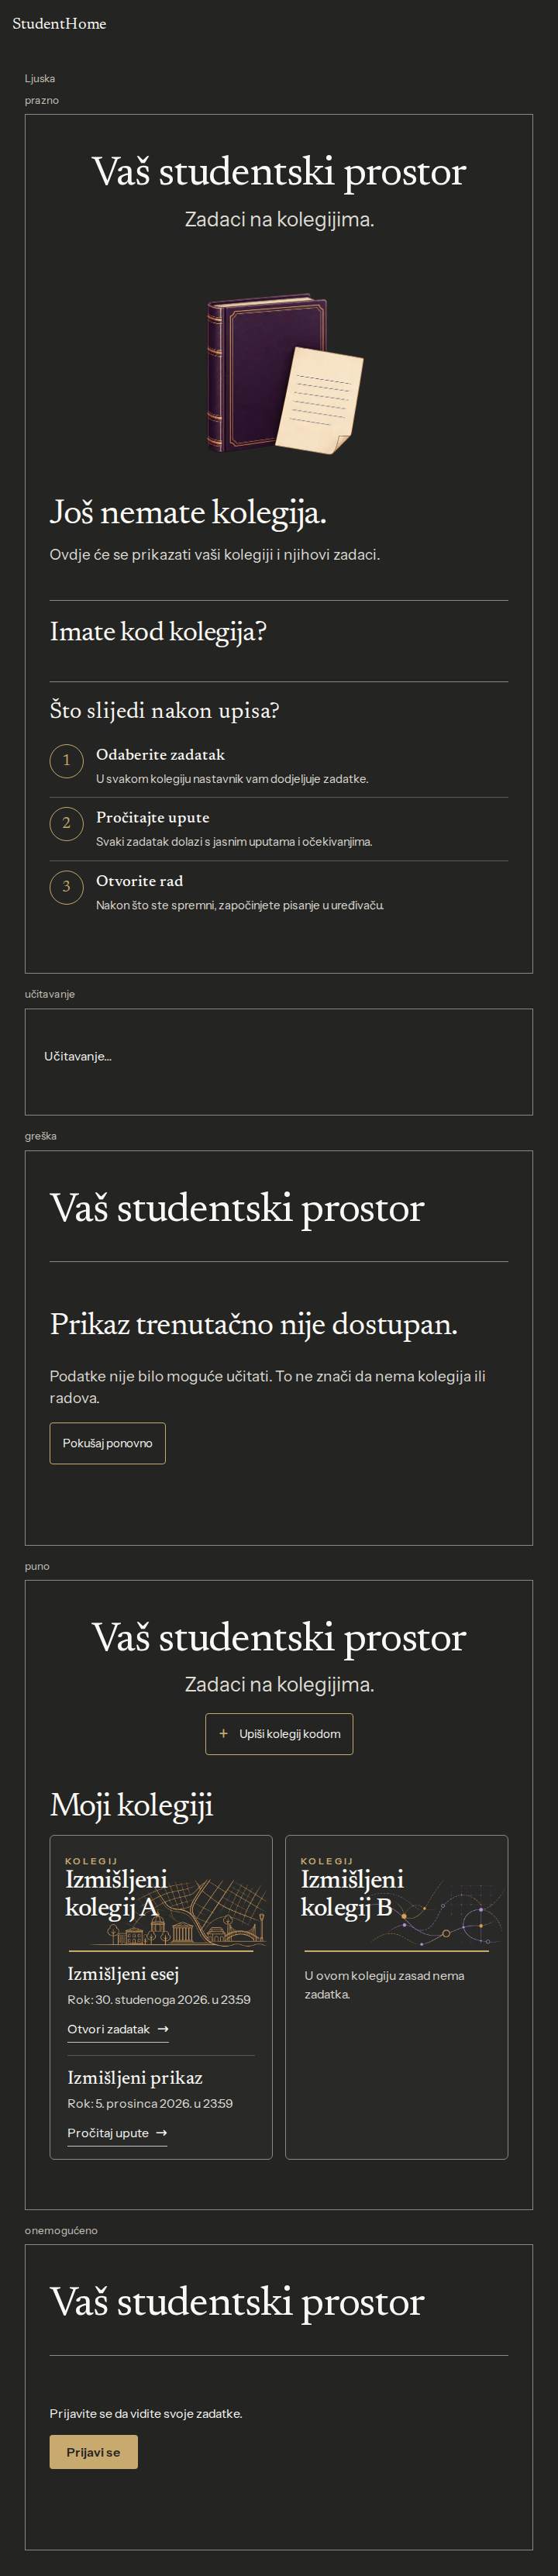 StudentHome
Ljuska
prazno
Vaš studentski prostor
Zadaci na kolegijima.
Još nemate kolegija.
Ovdje će se prikazati vaši kolegiji i njihovi zadaci.
Imate kod kolegija?
Što slijedi nakon upisa?
1
Odaberite zadatak
U svakom kolegiju nastavnik vam dodjeljuje zadatke.
2
Pročitajte upute
Svaki zadatak dolazi s jasnim uputama i očekivanjima.
3
Otvorite rad
Nakon što ste spremni, započinjete pisanje u uređivaču.
učitavanje
Učitavanje...
greška
Vaš studentski prostor
Prikaz trenutačno nije dostupan.
Podatke nije bilo moguće učitati. To ne znači da nema kolegija ili
radova.
Pokušaj ponovno
puno
Vaš studentski prostor
Zadaci na kolegijima.
+ Upiši kolegij kodom
Moji kolegiji
KOLEGIJ
Izmišljeni
kolegij A
Izmišljeni esej
Rok: 30. studenoga 2026. u 23:59
Otvori zadatak →
Izmišljeni prikaz
Rok: 5. prosinca 2026. u 23:59
Pročitaj upute →
KOLEGIJ
Izmišljeni
kolegij B
U ovom kolegiju zasad nema
zadatka.
onemogućeno
Vaš studentski prostor
Prijavite se da vidite svoje zadatke.
Prijavi se